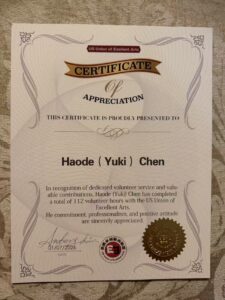 US Union of Excellent Arts
CERTIFICATE
Of
APPRECIATION
THIS CERTIFICATE IS PROUDLY PRESENTED TO
Haode ( Yuki ) Chen
In recognition of dedicated volunteer service and valu-
able contributions, Haode (Yuki) Chen has completed
a total of 112 volunteer hours with the US Union of
Excellent Arts.
He commitment, professionalism, and positive attitude
are sincerely appreciated.